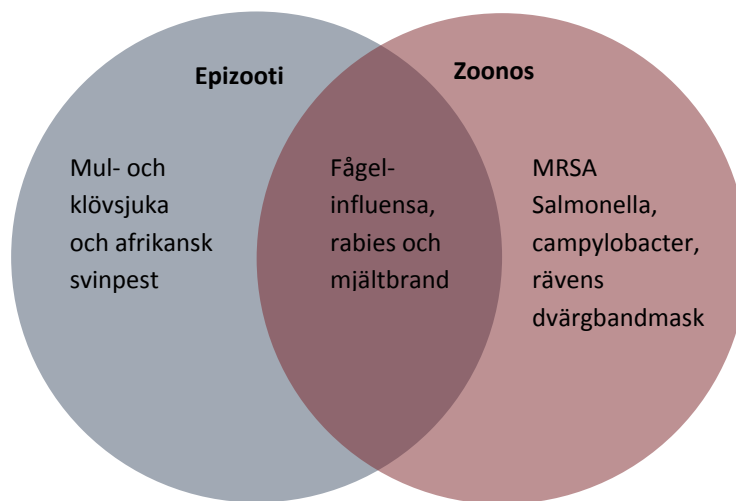 Epizooti
Zoonos
Mul- och
klövsjuka
och afrikansk
svinpest
Fågel-
influensa,
rabies och
mjältbrand
MRSA
Salmonella,
campylobacter,
rävens
dvärgbandmask